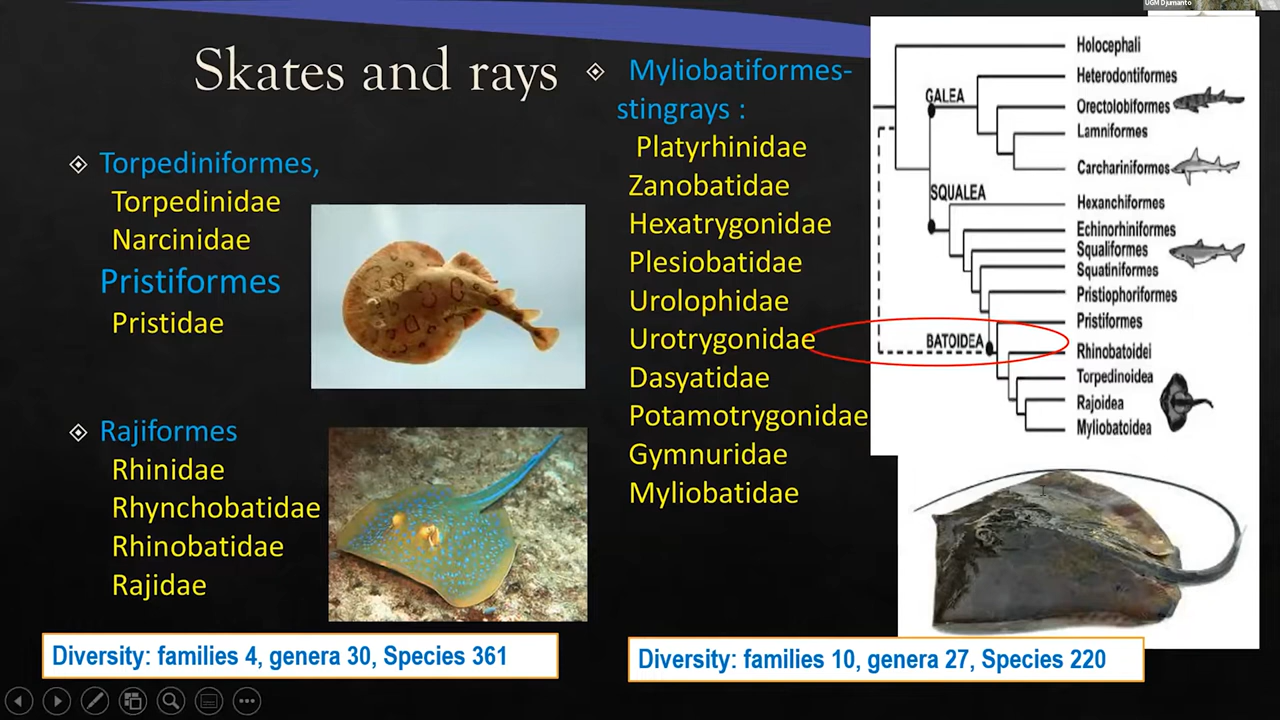 UGM Djumanto
Skates and rays
Torpediniformes,
Torpedinidae
Narcinidae
Pristiformes
Pristidae
Rajiformes
Rhinidae
Rhynchobatidae
Rhinobatidae
Rajidae
Diversity: families 4, genera 30, Species 361
Myliobatiformes-
stingrays :
Platyrhinidae
Zanobatidae
Hexatrygonidae
Plesiobatidae
Urolophidae
Urotrygonidae
Dasyatidae
Potamotrygonidae
Gymnuridae
Myliobatidae
Diversity: families 10, genera 27, Species 220
Holocephali
Heterodontiformes
GALEA
Orectolobiformes
Lamniformes
Carchariniformes
SQUALEA
Hexanchiformes
Echinorhiniformes
Squaliformes
Squatiniformes
Pristiophoriformes
Pristiformes
BATOIDEA
Rhinobatoidei
Torpedinoidea
Rajoidea
Myliobatoidea